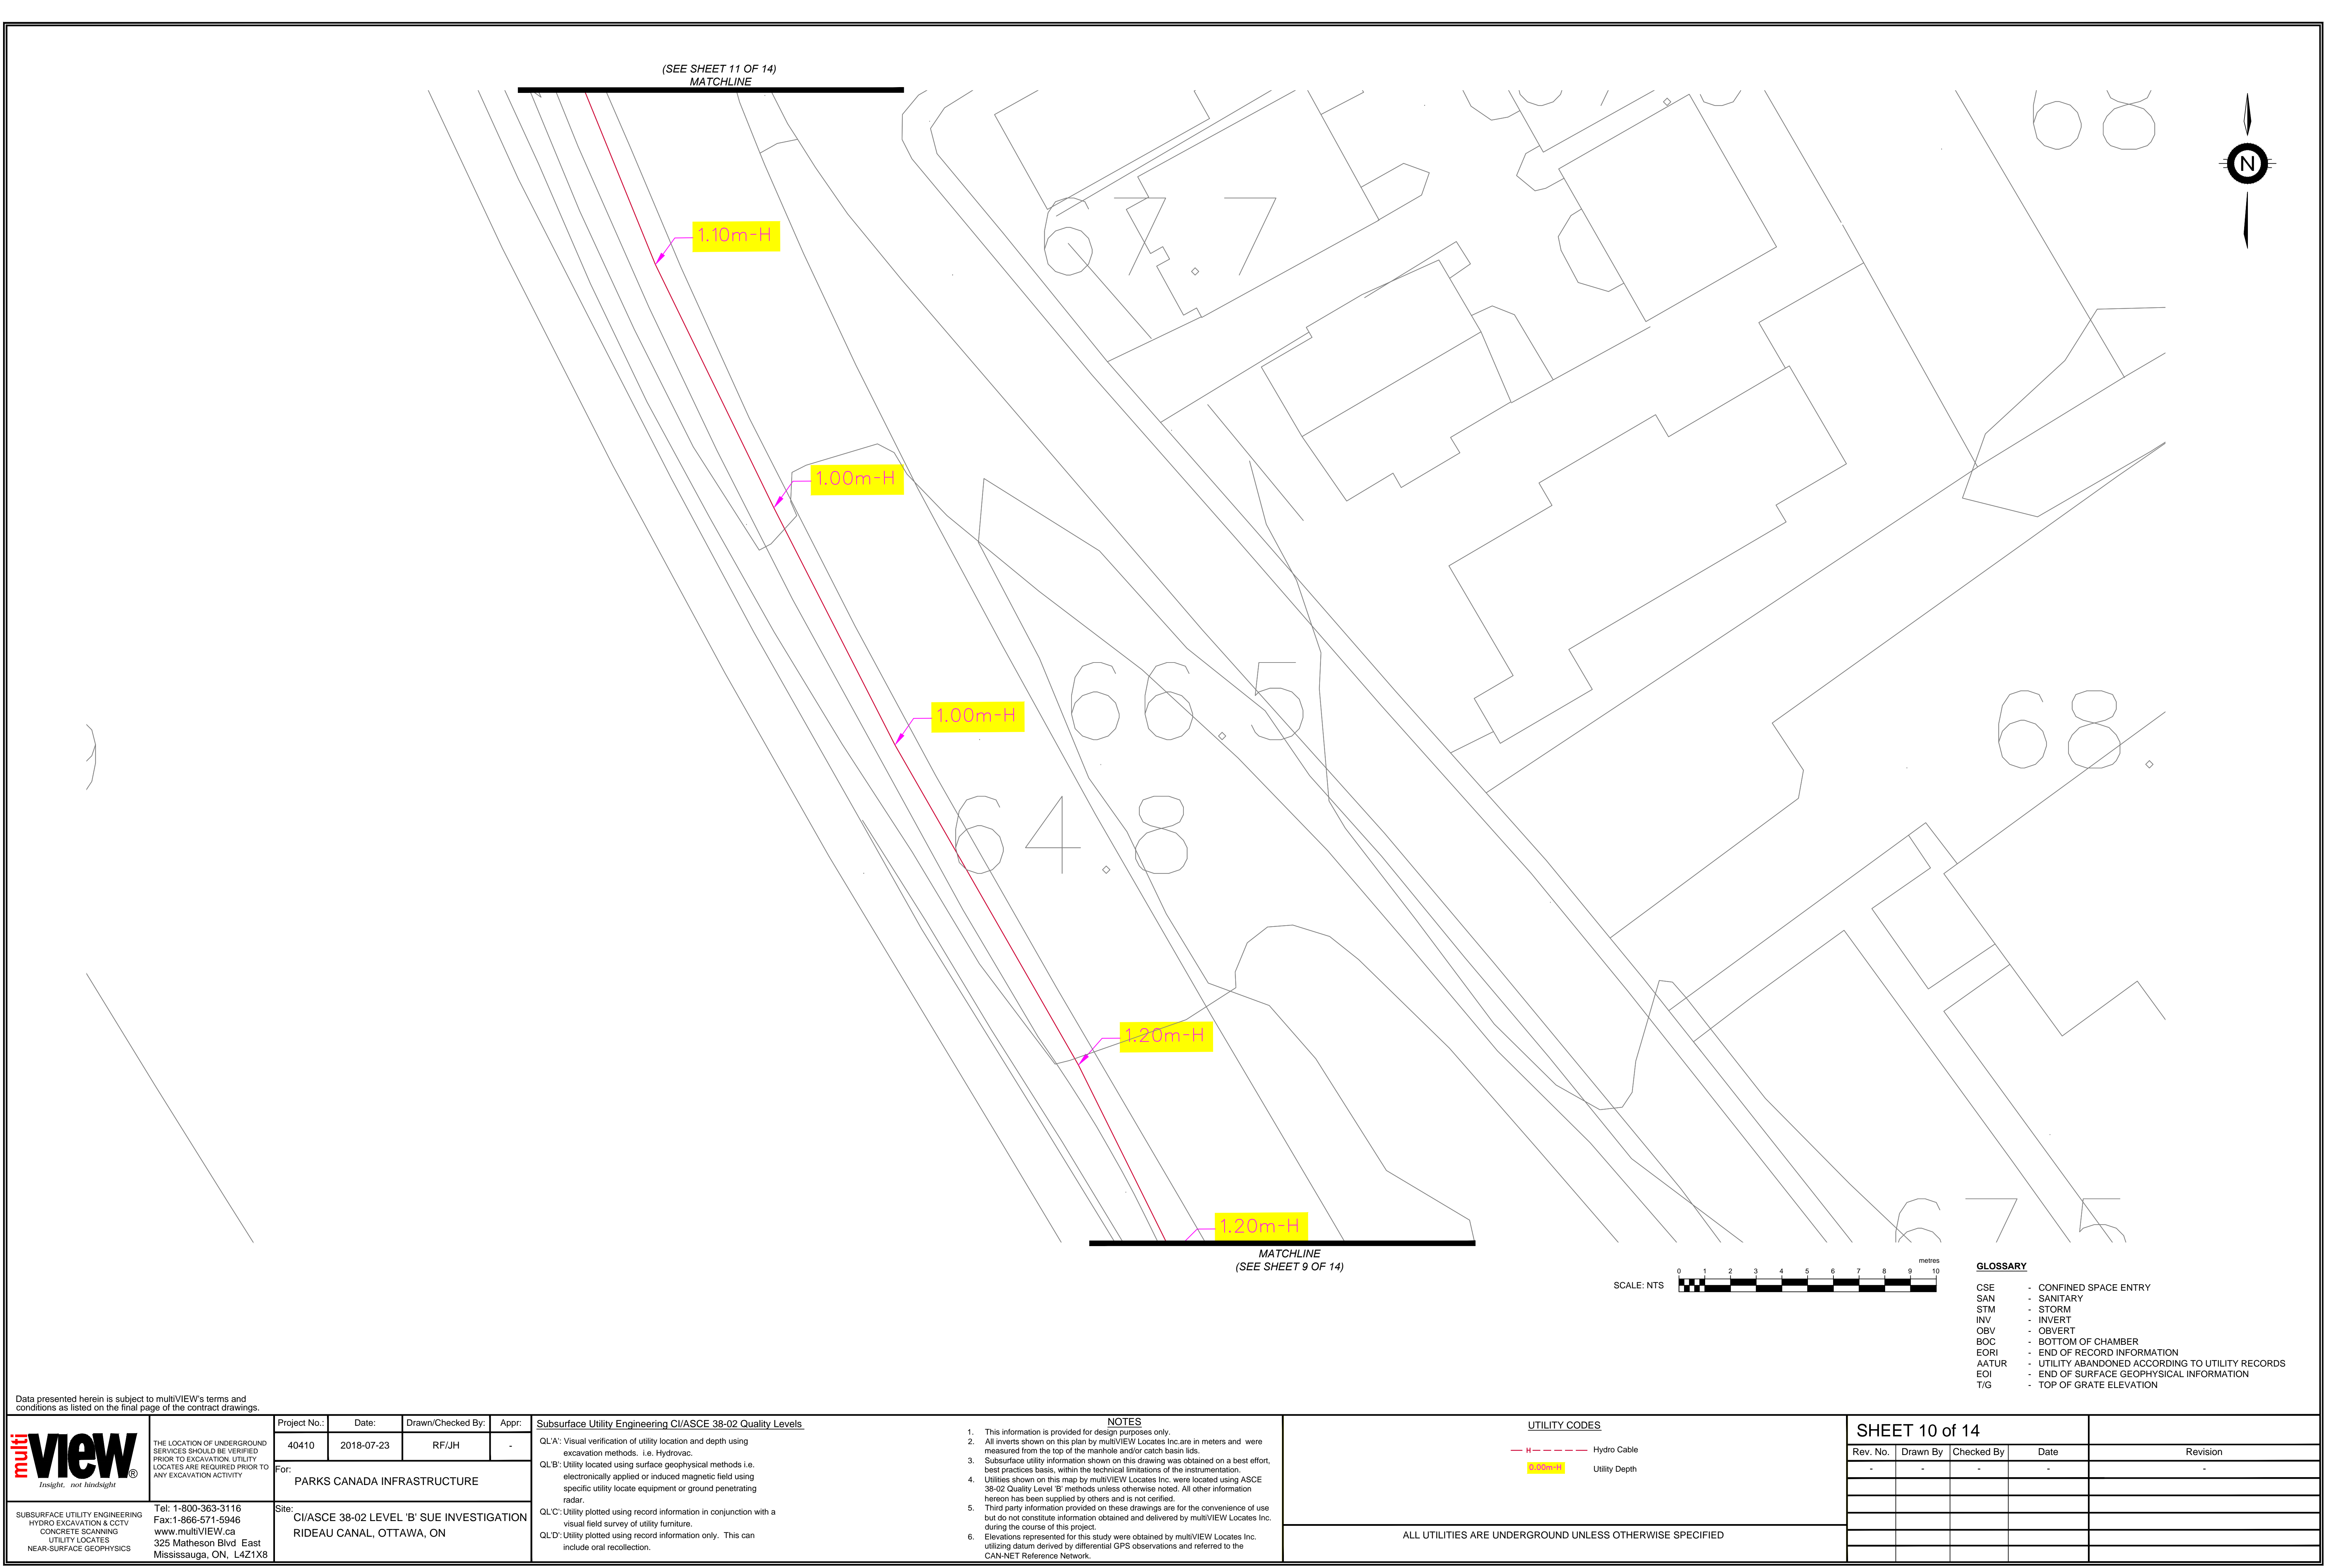 (SEE SHEET 11 OF 14)
MATCHLINE
N
68
67.7
1.10m-H
1.00m-H
1.00m-H
66.5
68.
64.8
1.20m-H
1.20m-H
67.5
MATCHLINE
(SEE SHEET 9 OF 14)
SCALE: NTS
metres
0 1 2 3 4 5 6 7 8 9 10
GLOSSARY
CSE - CONFINED SPACE ENTRY
SAN - SANITARY
STM - STORM
INV - INVERT
OBV - OBVERT
BOC - BOTTOM OF CHAMBER
EORI - END OF RECORD INFORMATION
AATUR - UTILITY ABANDONED ACCORDING TO UTILITY RECORDS
EOI - END OF SURFACE GEOPHYSICAL INFORMATION
T/G - TOP OF GRATE ELEVATION
Data presented herein is subject to multiVIEW's terms and
conditions as listed on the final page of the contract drawings.
multi VIEW ®
Insight, not hindsight
SUBSURFACE UTILITY ENGINEERING
HYDRO EXCAVATION & CCTV
CONCRETE SCANNING
UTILITY LOCATES
NEAR-SURFACE GEOPHYSICS
THE LOCATION OF UNDERGROUND
SERVICES SHOULD BE VERIFIED
PRIOR TO EXCAVATION. UTILITY
LOCATES ARE REQUIRED PRIOR TO
ANY EXCAVATION ACTIVITY
Tel: 1-800-363-3116
Fax:1-866-571-5946
www.multiVIEW.ca
325 Matheson Blvd East
Mississauga, ON, L4Z1X8
Project No.: Date: Drawn/Checked By: Appr:
40410 2018-07-23 RF/JH -
For:
PARKS CANADA INFRASTRUCTURE
Site:
CI/ASCE 38-02 LEVEL 'B' SUE INVESTIGATION
RIDEAU CANAL, OTTAWA, ON
Subsurface Utility Engineering CI/ASCE 38-02 Quality Levels
QL'A': Visual verification of utility location and depth using
excavation methods. i.e. Hydrovac.
QL'B': Utility located using surface geophysical methods i.e.
electronically applied or induced magnetic field using
specific utility locate equipment or ground penetrating
radar.
QL'C': Utility plotted using record information in conjunction with a
visual field survey of utility furniture.
QL'D': Utility plotted using record information only. This can
include oral recollection.
NOTES
1. This information is provided for design purposes only.
2. All inverts shown on this plan by multiVIEW Locates Inc.are in meters and were
measured from the top of the manhole and/or catch basin lids.
3. Subsurface utility information shown on this drawing was obtained on a best effort,
best practices basis, within the technical limitations of the instrumentation.
4. Utilities shown on this map by multiVIEW Locates Inc. were located using ASCE
38-02 Quality Level 'B' methods unless otherwise noted. All other information
hereon has been supplied by others and is not cerified.
5. Third party information provided on these drawings are for the convenience of use
but do not constitute information obtained and delivered by multiVIEW Locates Inc.
during the course of this project.
6. Elevations represented for this study were obtained by multiVIEW Locates Inc.
utilizing datum derived by differential GPS observations and referred to the
CAN-NET Reference Network.
UTILITY CODES
H Hydro Cable
0.00m-H Utility Depth
ALL UTILITIES ARE UNDERGROUND UNLESS OTHERWISE SPECIFIED
SHEET 10 of 14
Rev. No. Drawn By Checked By Date Revision
- - - - -